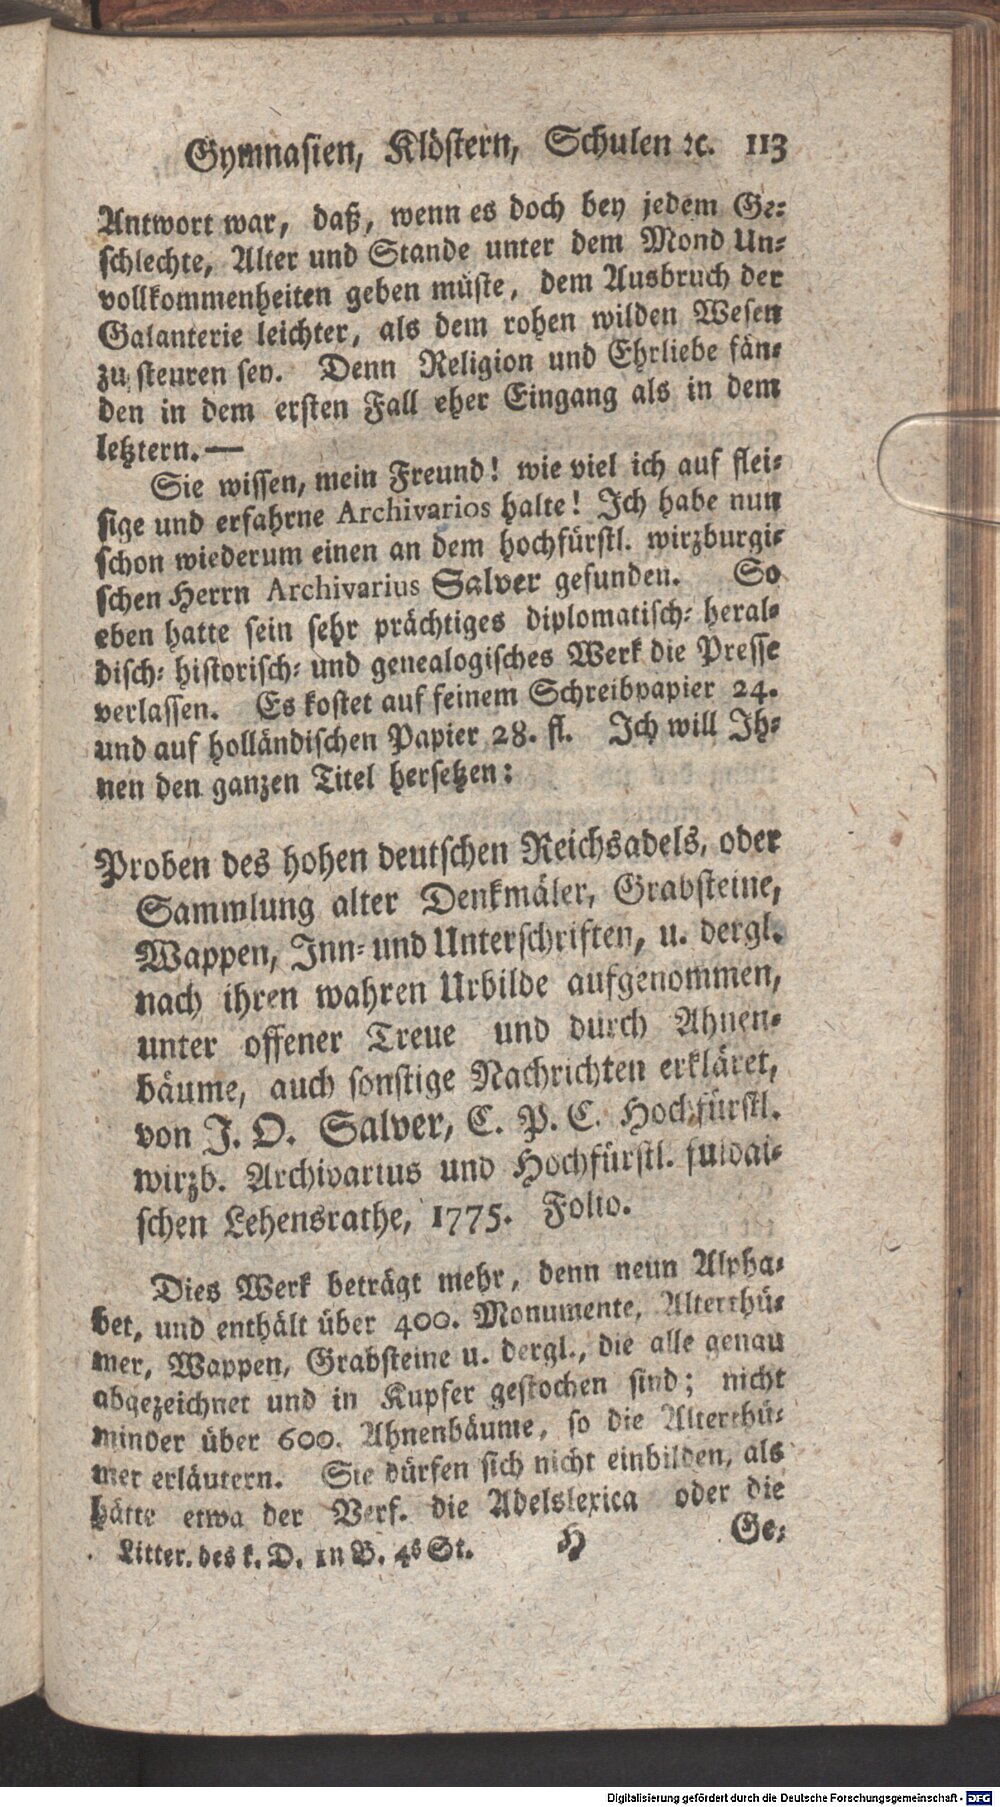 Gymnasien, Klöstern, Schulen ꝛc. 113
Antwort war, daß, wenn es doch bey jedem Ge-
schlechte, Alter und Stande unter dem Mond Un-
vollkommenheiten geben müste, dem Ausbruch der
Galanterie leichter, als dem rohen wilden Wesen
zu steuren sey. Denn Religion und Ehrliebe fän-
den in dem ersten Fall eher Eingang als in dem
letztern.—
Sie wissen, mein Freund! wie viel ich auf flei-
sige und erfahrne Archivarios halte! Ich habe nun
schon wiederum einen an dem hochfürstl. wirzburgi-
schen Herrn Archivarius Salver gefunden. So
eben hatte sein sehr prächtiges diplomatisch- heral-
disch- historisch- und genealogisches Werk die Presse
verlassen. Es kostet auf feinem Schreibpapier 24.
und auf holländischen Papier 28. fl. Ich will Ih-
nen den ganzen Titel hersetzen:
Proben des hohen deutschen Reichsadels, oder
Sammlung alter Denkmäler, Grabsteine,
Wappen, Inn- und Unterschriften, u. dergl.
nach ihren wahren Urbilde aufgenommen,
unter offener Treue und durch Ahnen-
bäume, auch sonstige Nachrichten erkläret,
von J. O. Salver, C. P. C. Hochfürstl.
wirzb. Archivarius und Hochfürstl. fuldai-
schen Lehensrathe, 1775. Folio.
Dies Werk beträgt mehr, denn neun Alpha-
bet, und enthält über 400. Monumente, Alterthü-
mer, Wappen, Grabsteine u. dergl., die alle genau
abgezeichnet und in Kupfer gestochen sind; nicht
minder über 600. Ahnenbäume, so die Alterthü-
mer erläutern. Sie dürfen sich nicht einbilden, als
hätte etwa der Verf. die Adelslexica oder die
Litter. des k. D. in B. 4s St. H Ge-
Digitalisierung gefördert durch die Deutsche Forschungsgemeinschaft - DFG